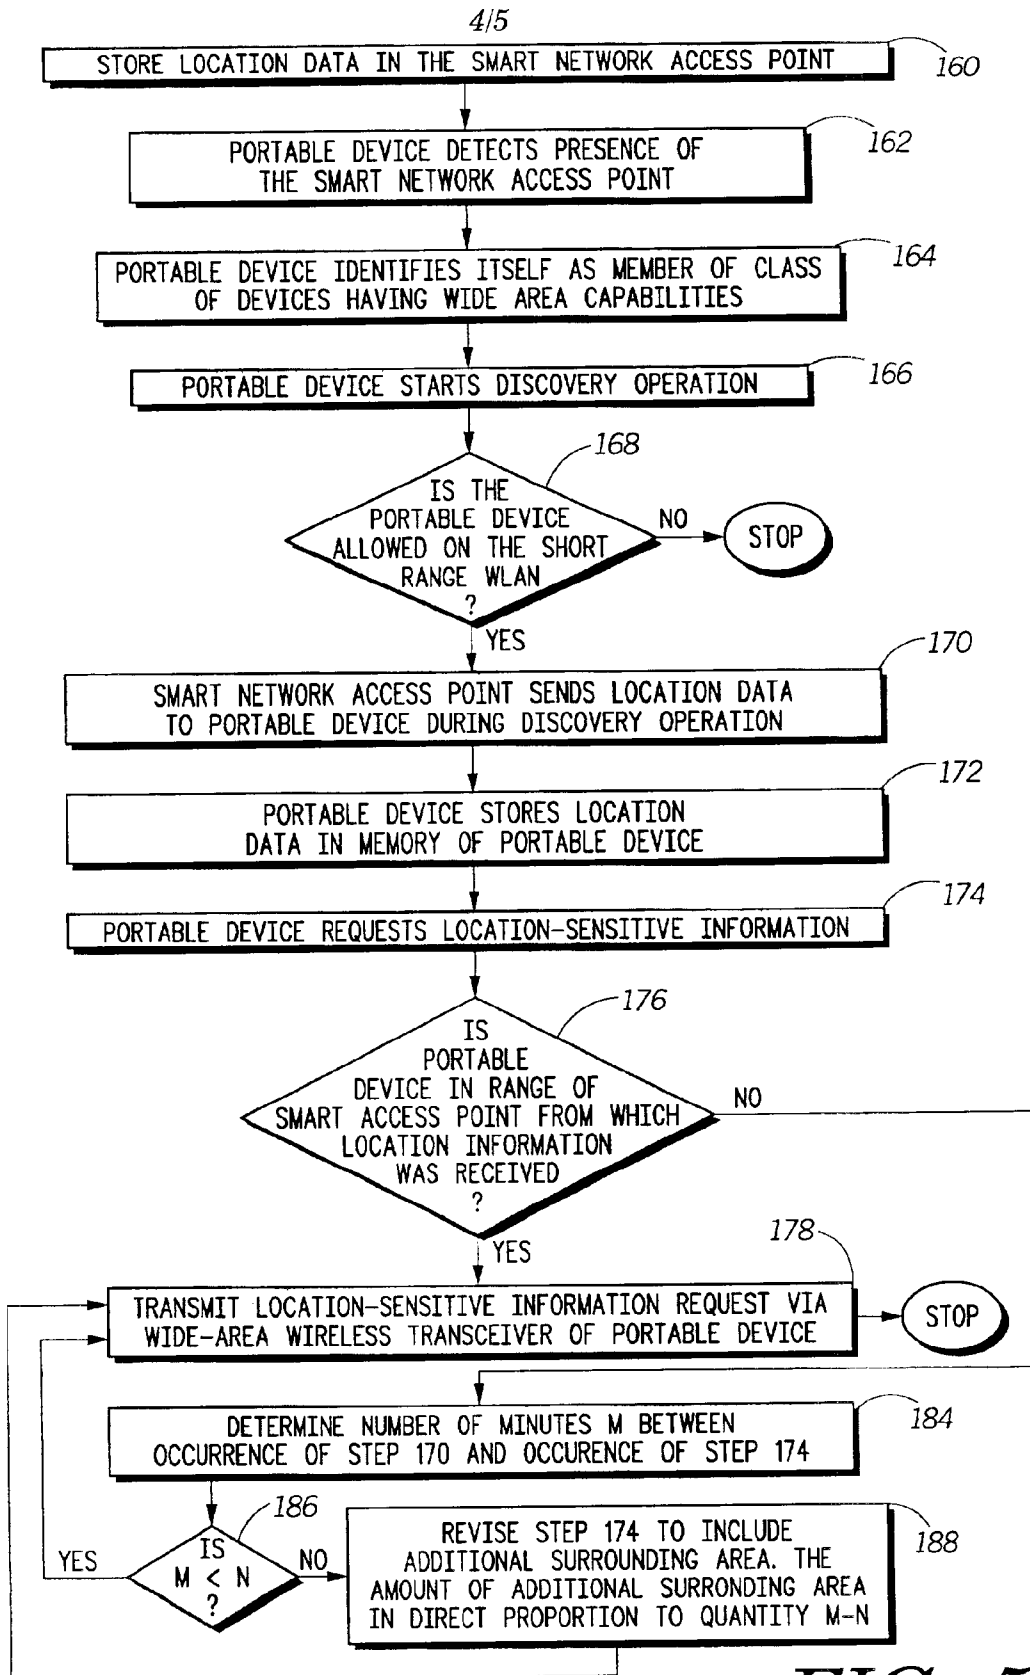 4/5
STORE LOCATION DATA IN THE SMART NETWORK ACCESS POINT
160
PORTABLE DEVICE DETECTS PRESENCE OF
THE SMART NETWORK ACCESS POINT
162
PORTABLE DEVICE IDENTIFIES ITSELF AS MEMBER OF CLASS
OF DEVICES HAVING WIDE AREA CAPABILITIES
164
PORTABLE DEVICE STARTS DISCOVERY OPERATION
166
168
IS THE
PORTABLE DEVICE
ALLOWED ON THE SHORT
RANGE WLAN
?
NO
STOP
YES
170
SMART NETWORK ACCESS POINT SENDS LOCATION DATA
TO PORTABLE DEVICE DURING DISCOVERY OPERATION
172
PORTABLE DEVICE STORES LOCATION
DATA IN MEMORY OF PORTABLE DEVICE
174
PORTABLE DEVICE REQUESTS LOCATION-SENSITIVE INFORMATION
176
IS
PORTABLE
DEVICE IN RANGE OF
SMART ACCESS POINT FROM WHICH
LOCATION INFORMATION
WAS RECEIVED
?
NO
YES
178
TRANSMIT LOCATION-SENSITIVE INFORMATION REQUEST VIA
WIDE-AREA WIRELESS TRANSCEIVER OF PORTABLE DEVICE
STOP
184
DETERMINE NUMBER OF MINUTES M BETWEEN
OCCURRENCE OF STEP 170 AND OCCURENCE OF STEP 174
186
IS
M < N
?
YES
NO
188
REVISE STEP 174 TO INCLUDE
ADDITIONAL SURROUNDING AREA. THE
AMOUNT OF ADDITIONAL SURRONDING AREA
IN DIRECT PROPORTION TO QUANTITY M-N
FIG. 5